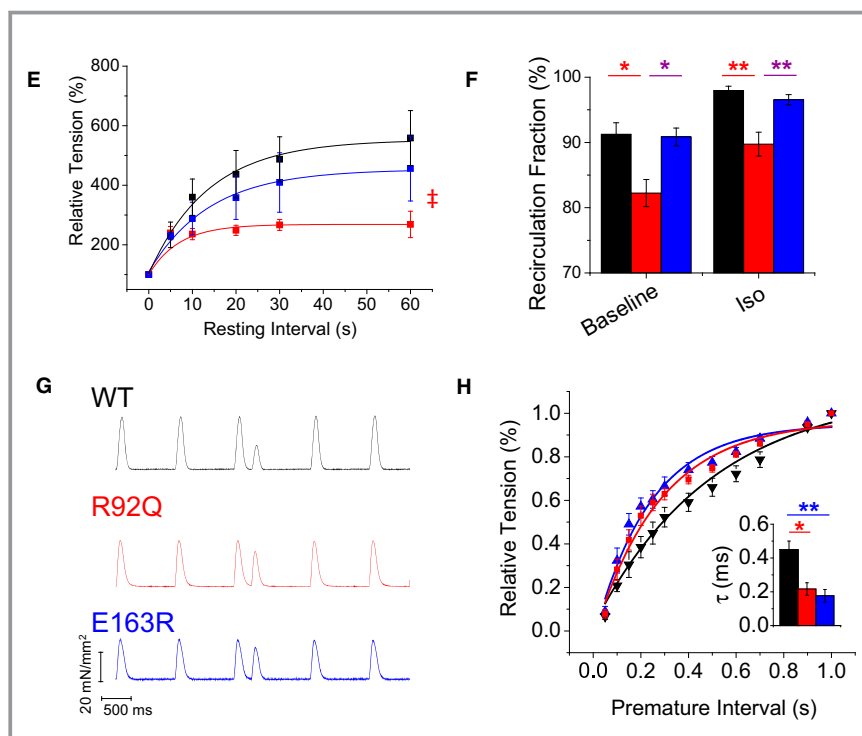 E
Relative Tension (%)
800
600
400
200
0 10 20 30 40 50 60
Resting Interval (s)
‡
F
Recirculation Fraction (%)
100
90
80
70
* * ** **
Baseline
Iso
G
WT
R92Q
E163R
20 mN/mm²
500 ms
H
Relative Tension (%)
1.0
0.8
0.6
0.4
0.2
0.0
0.0 0.2 0.4 0.6 0.8 1.0
Premature Interval (s)
τ (ms)
0.6
0.4
0.2
0.0
**
*